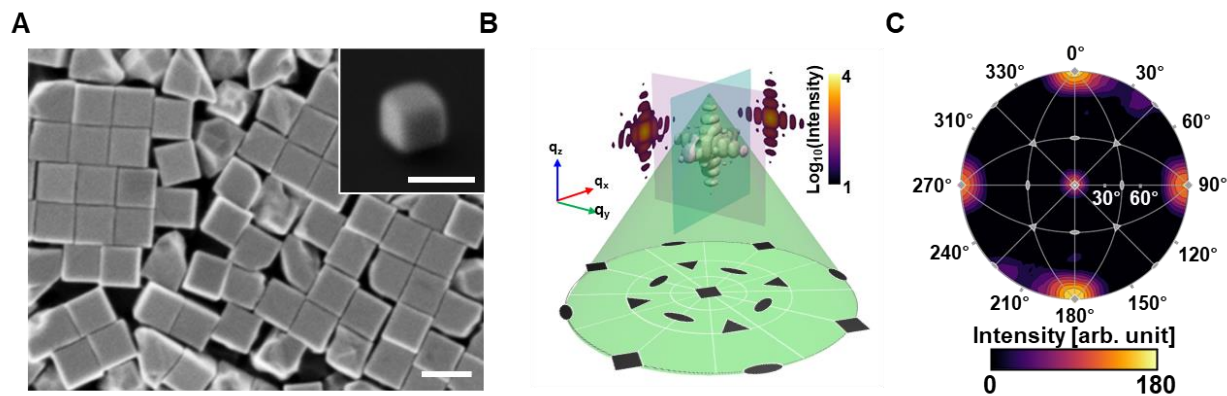 A
B
C
q_z
q_x
q_y
Log₁₀(Intensity)
4
1
0°
30°
60°
90°
120°
150°
180°
210°
240°
270°
310°
330°
30° 60°
Intensity [arb. unit]
0 180